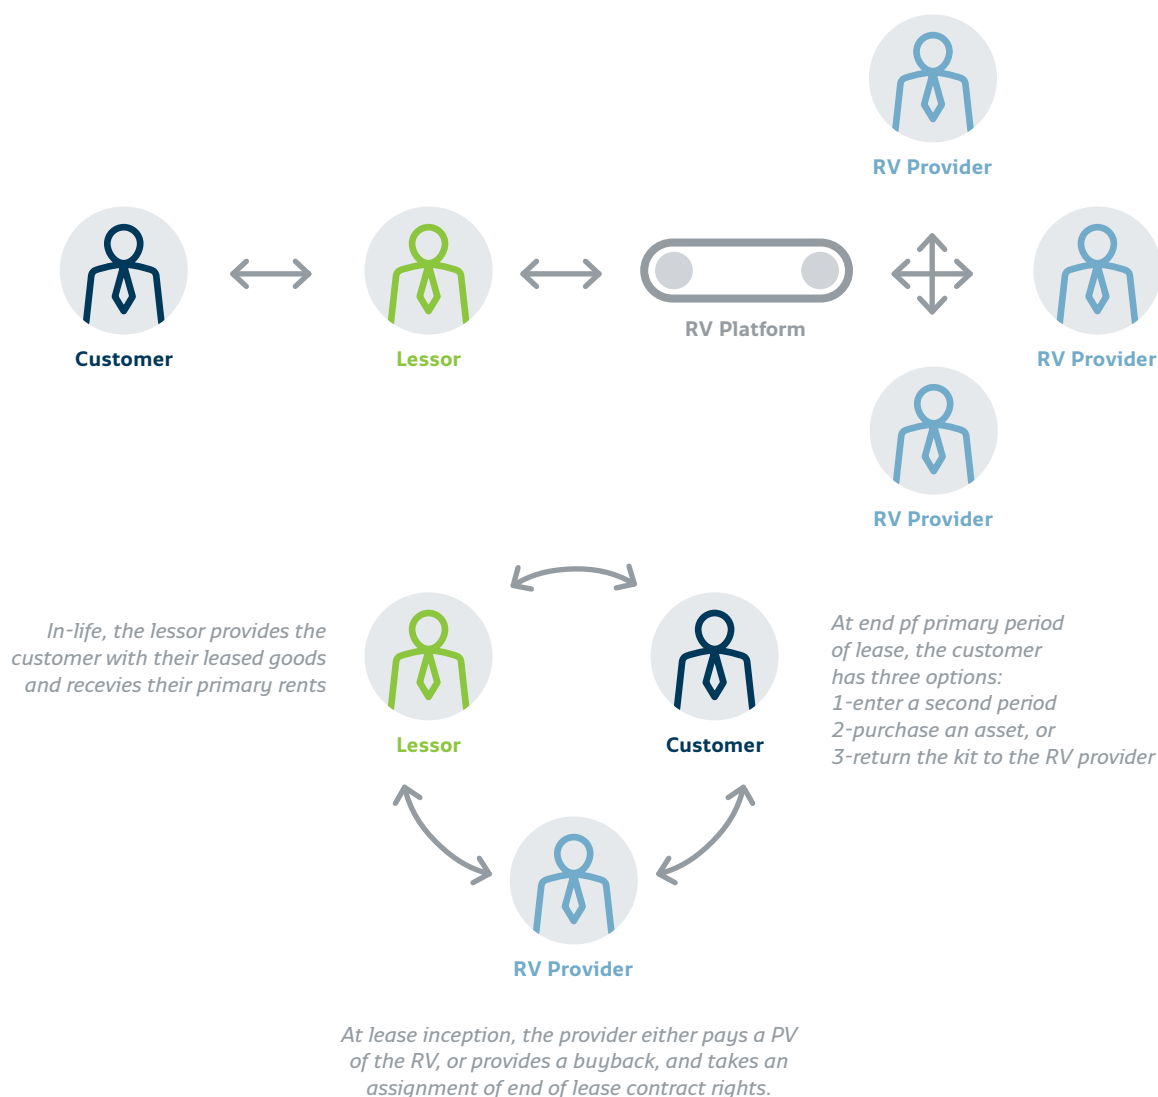 RV Provider
Customer
Lessor
RV Platform
RV Provider
RV Provider
In-life, the lessor provides the
customer with their leased goods
and recevies their primary rents
Lessor
Customer
At end pf primary period
of lease, the customer
has three options:
1-enter a second period
2-purchase an asset, or
3-return the kit to the RV provider
RV Provider
At lease inception, the provider either pays a PV
of the RV, or provides a buyback, and takes an
assignment of end of lease contract rights.